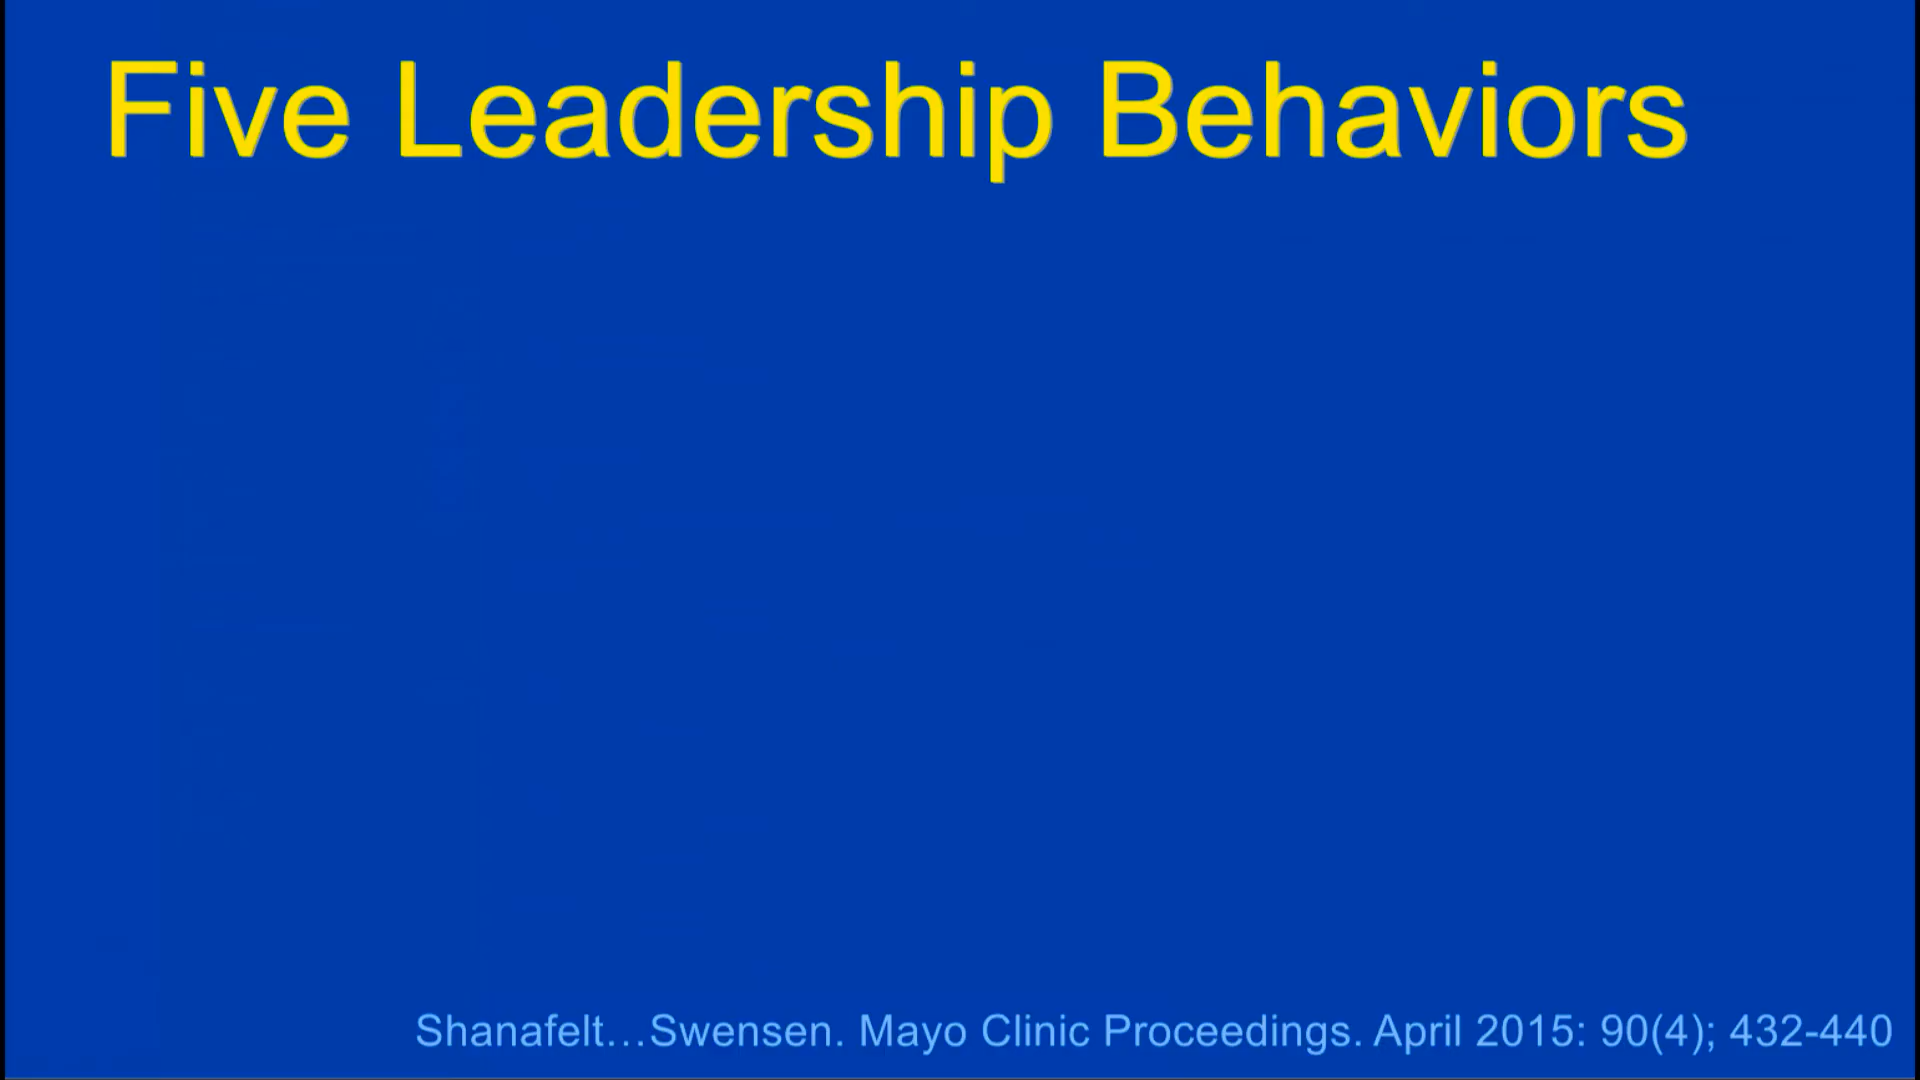 Five Leadership Behaviors
Shanafelt...Swensen. Mayo Clinic Proceedings. April 2015: 90(4); 432-440